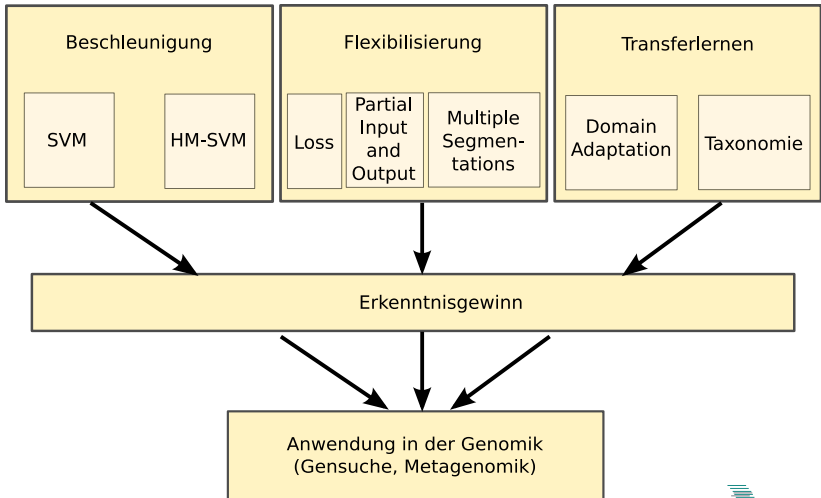 Beschleunigung
SVM
HM-SVM
Flexibilisierung
Loss
Partial
Input
and
Output
Multiple
Segmen-
tations
Transferlernen
Domain
Adaptation
Taxonomie
Erkenntnisgewinn
Anwendung in der Genomik
(Gensuche, Metagenomik)